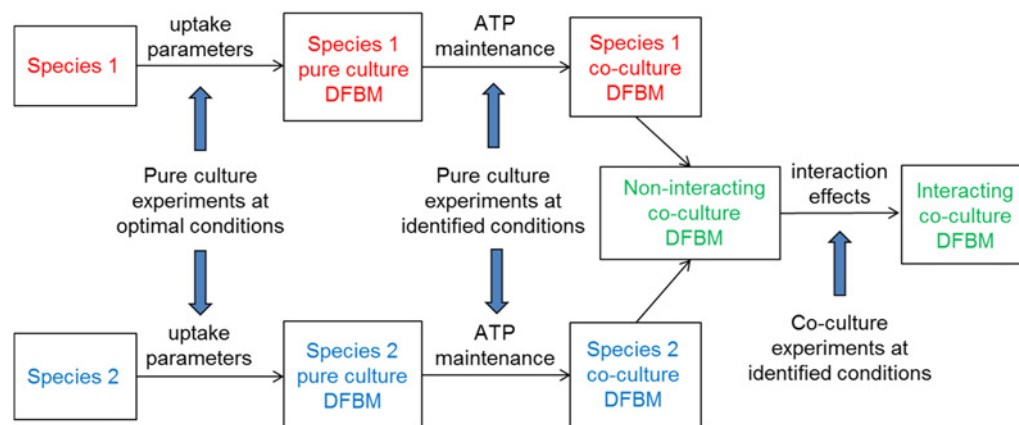 Species 1
uptake
parameters
Species 1
pure culture
DFBM
ATP
maintenance
Species 1
co-culture
DFBM
Pure culture
experiments at
optimal conditions
Pure culture
experiments at
identified conditions
Non-interacting
co-culture
DFBM
interaction
effects
Interacting
co-culture
DFBM
Species 2
uptake
parameters
Species 2
pure culture
DFBM
ATP
maintenance
Species 2
co-culture
DFBM
Co-culture
experiments at
identified conditions